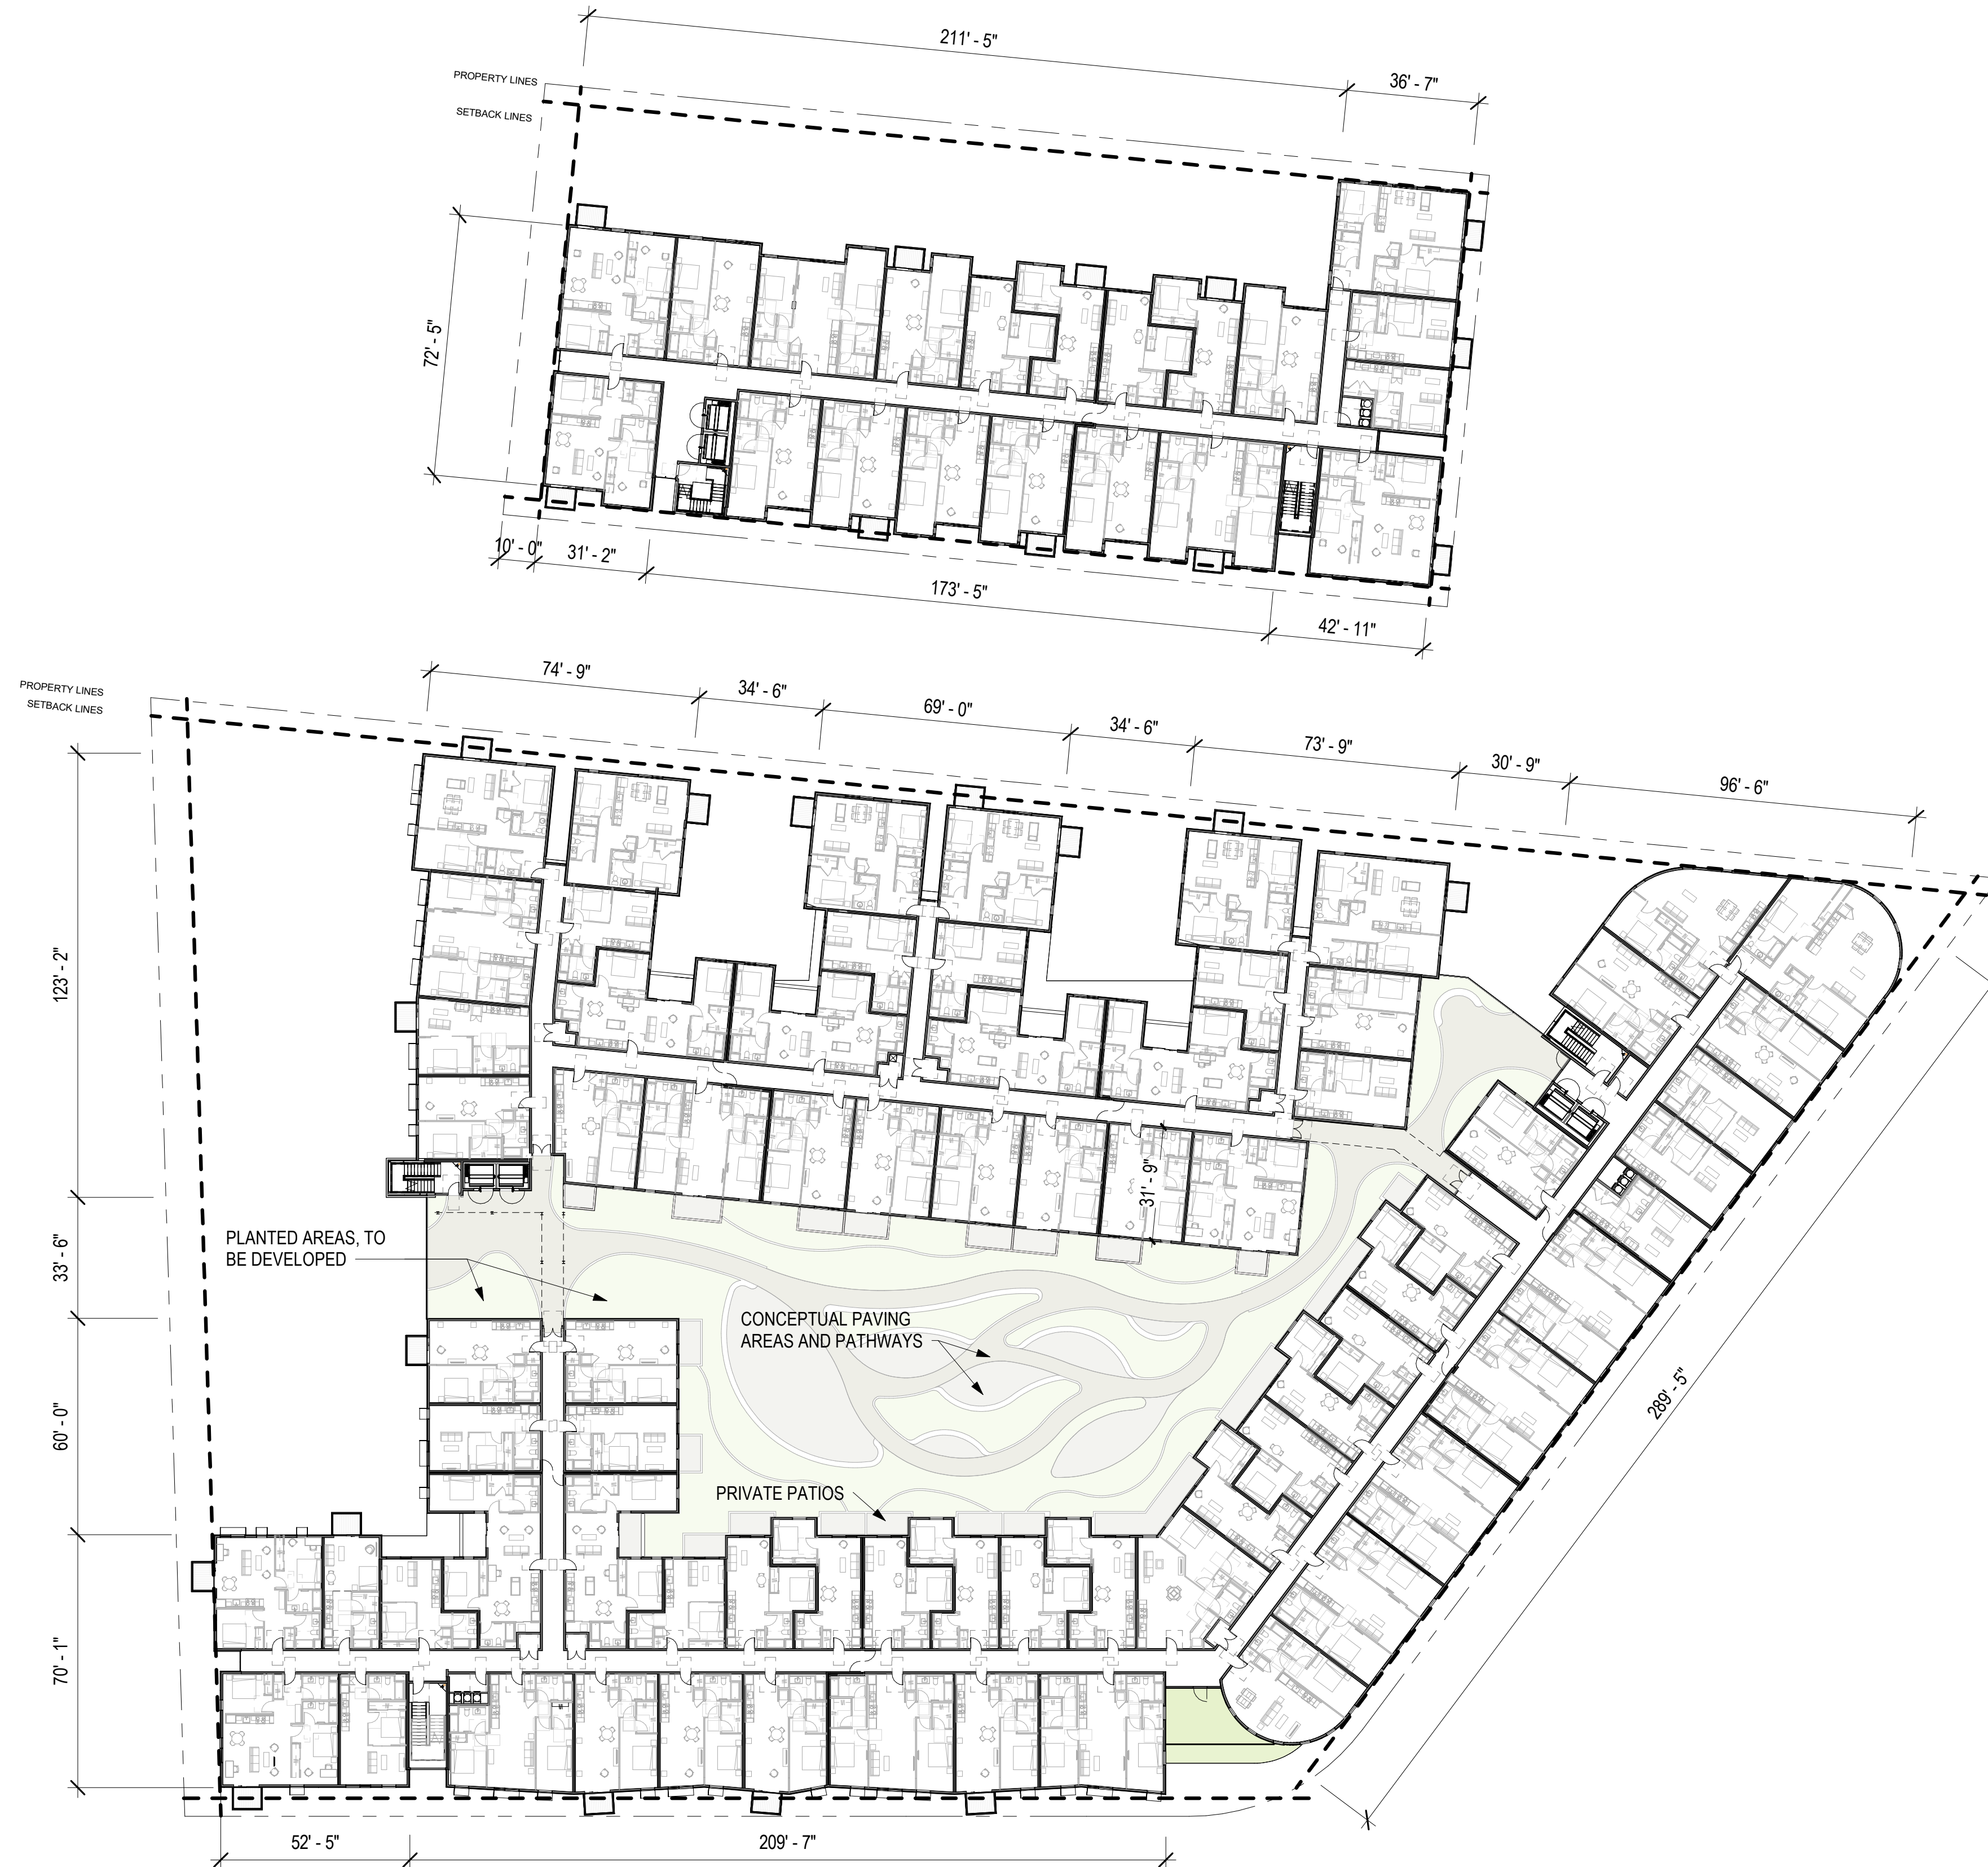 211' - 5"
36' - 7"
PROPERTY LINES
SETBACK LINES
72' - 5"
10' - 0"
31' - 2"
173' - 5"
42' - 11"
PROPERTY LINES
SETBACK LINES
74' - 9"
34' - 6"
69' - 0"
34' - 6"
73' - 9"
30' - 9"
96' - 6"
123' - 2"
31' - 9"
PLANTED AREAS, TO
BE DEVELOPED
33' - 6"
CONCEPTUAL PAVING
AREAS AND PATHWAYS
60' - 0"
289' - 5"
PRIVATE PATIOS
70' - 1"
52' - 5"
209' - 7"